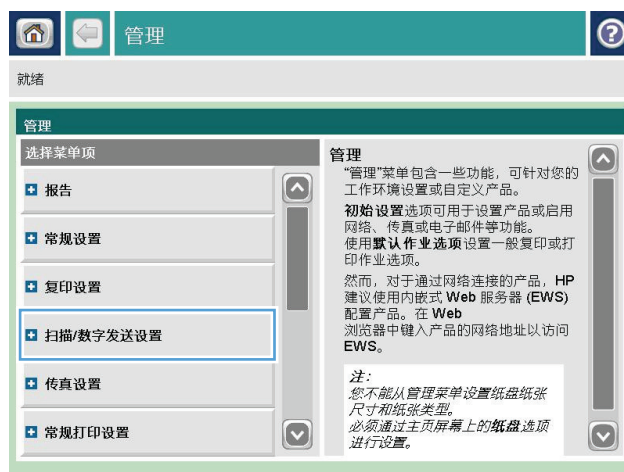 管理
就绪
管理
选择菜单项
报告
常规设置
复印设置
扫描/数字发送设置
传真设置
常规打印设置
管理
“管理”菜单包含一些功能，可针对您的
工作环境设置或自定义产品。
初始设置选项可用于设置产品或启用
网络、传真或电子邮件等功能。
使用默认作业选项设置一般复印或打
印作业选项。
然而，对于通过网络连接的产品，HP
建议使用内嵌式 Web 服务器 (EWS)
配置产品。在 Web
浏览器中键入产品的网络地址以访问
EWS。
注：
您不能从管理菜单设置纸盘纸张
尺寸和纸张类型。
必须通过主页屏幕上的纸盘选项
进行设置。